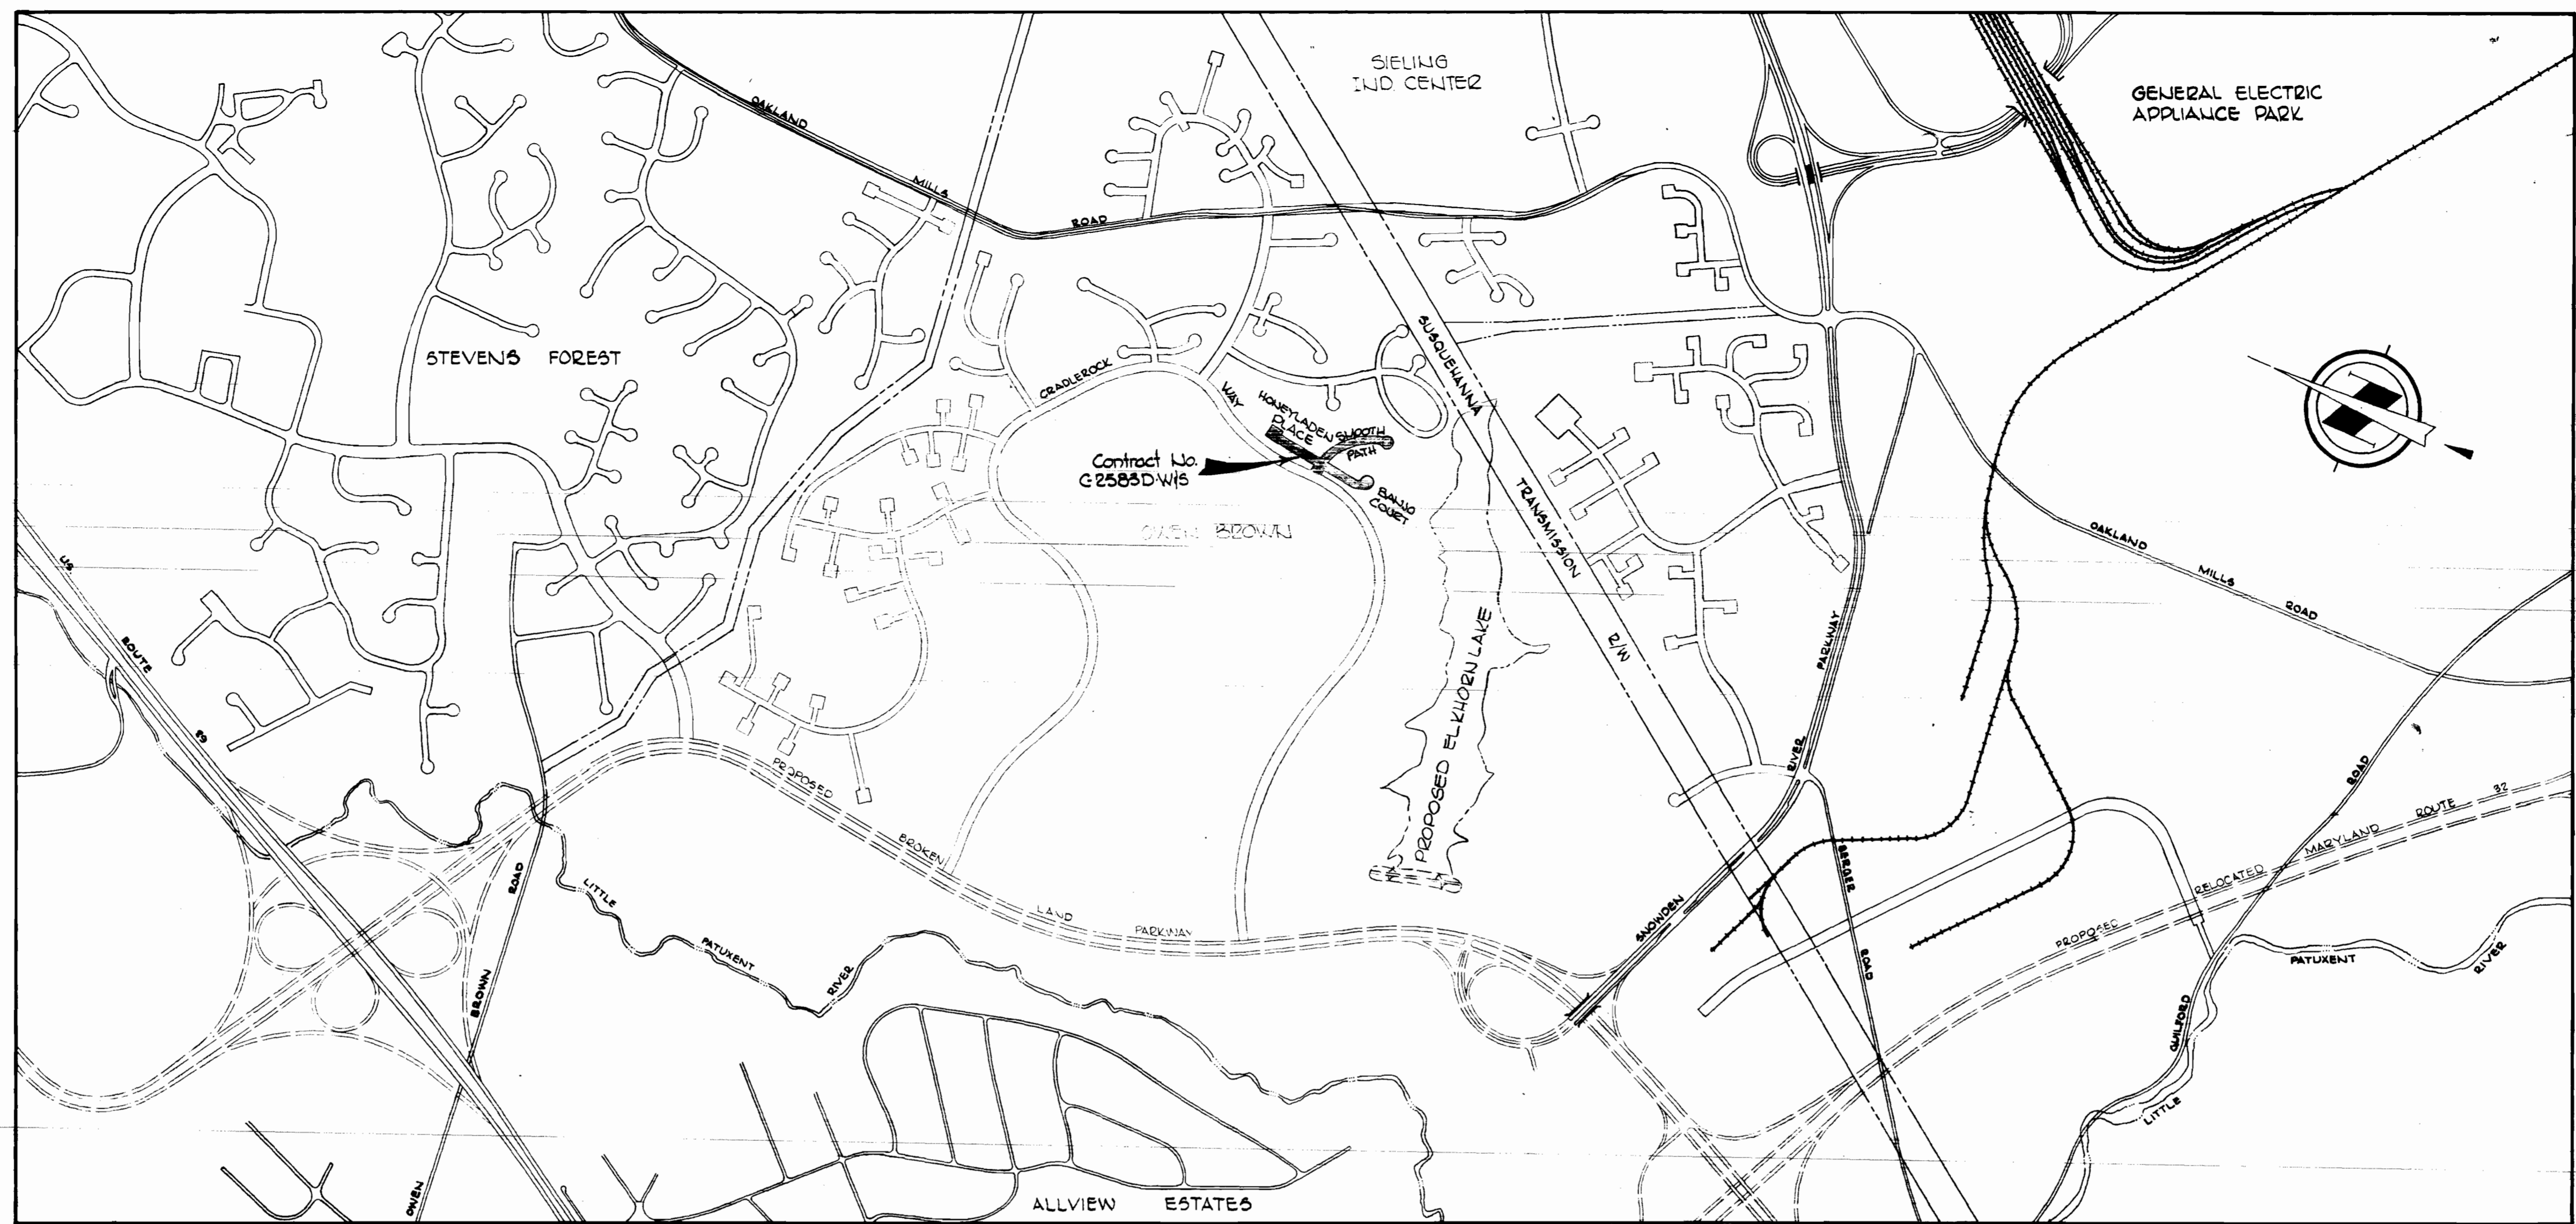 SIELING
IND. CENTER
GENERAL ELECTRIC
APPLIANCE PARK
OAKLAND
MILLS
ROAD
STEVENS FOREST
CRADLEROCK
WAY
SUSQUEHANNA
TRANSMISSION
R/W
HONEYLADEN
PLACE
SMOOTH
PATH
Contract No.
G2583D-W/S
BANJO
COURT
OWEN BROWN
PROPOSED ELKHORN LAKE
OAKLAND
MILLS
ROAD
US
ROUTE
29
PARKWAY
RIVER
SNOWDEN
BERGER
ROAD
PROPOSED
BROKEN
LAND
PARKWAY
ROAD
BROWN
OWEN
LITTLE
PATUXENT
RIVER
PROPOSED
RELOCATED
MARYLAND
ROUTE
32
ROAD
GUILFORD
PATUXENT
RIVER
LITTLE
ALLVIEW ESTATES